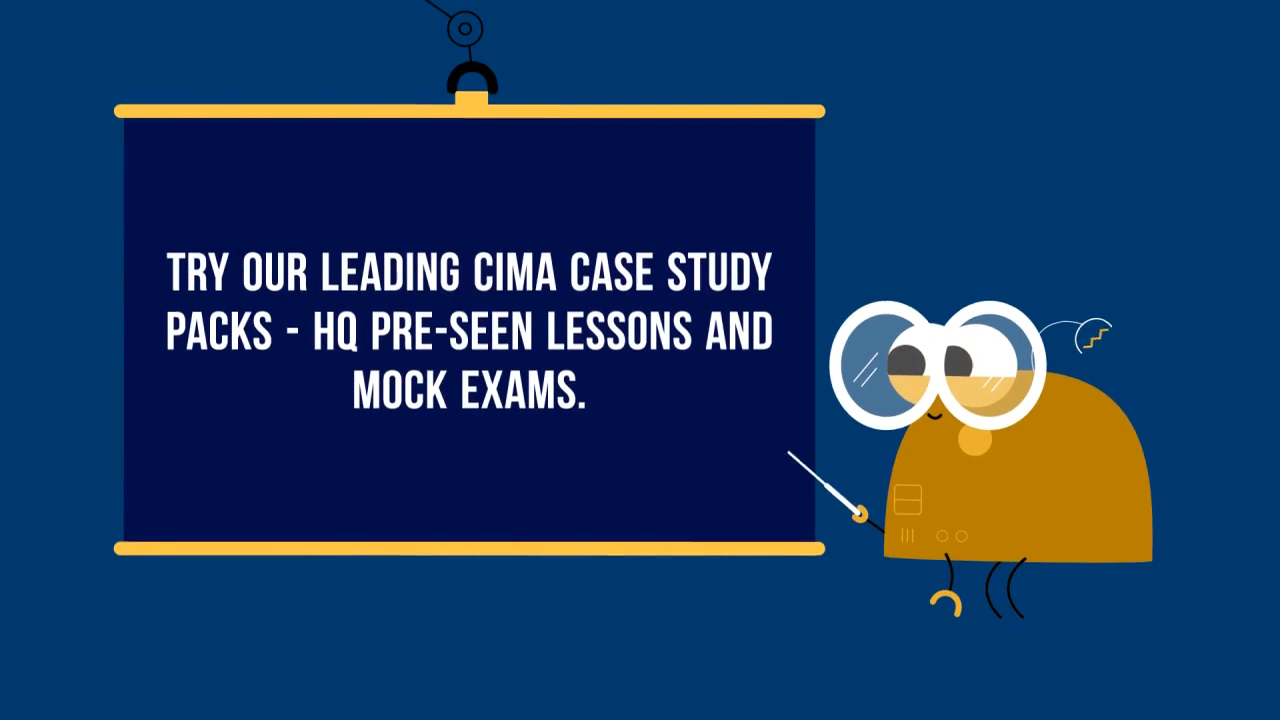 TRY OUR LEADING CIMA CASE STUDY
PACKS - HQ PRE-SEEN LESSONS AND
MOCK EXAMS.